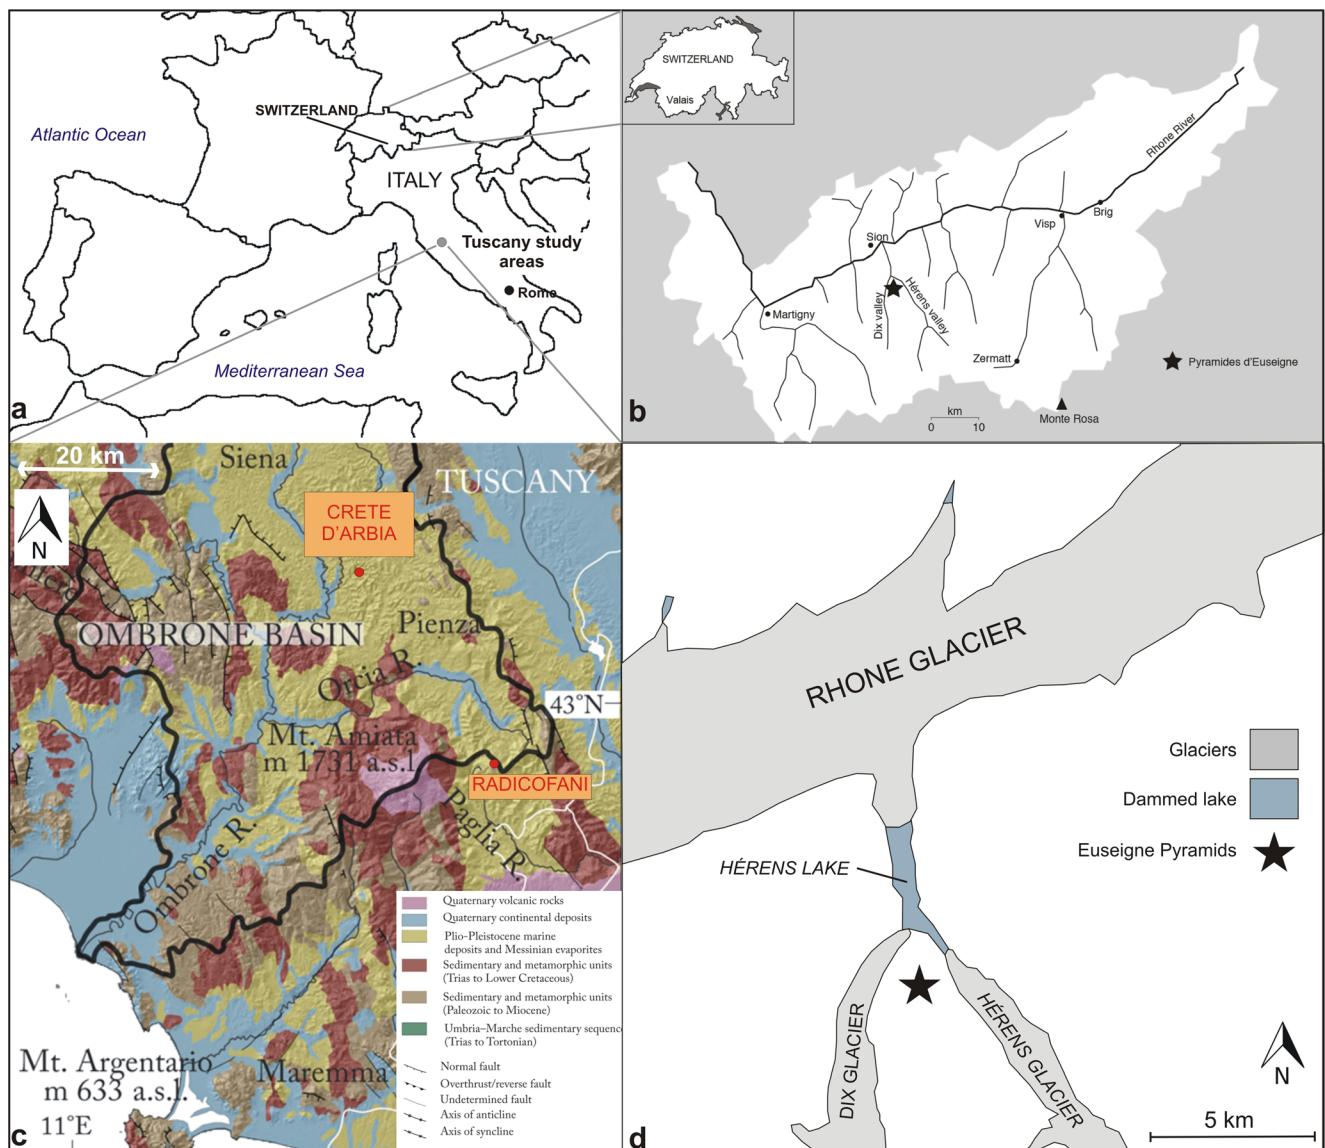 SWITZERLAND
Atlantic Ocean
ITALY
Tuscany study
areas
Rome
Mediterranean Sea
a
SWITZERLAND
Valais
Rhone River
Brig
Visp
Sion
Dix valley
Hérens valley
Martigny
Zermatt
Pyramides d'Euseigne
Monte Rosa
km
0 10
b
20 km
Siena
TUSCANY
CRETE
D'ARBIA
N
OMBRONE BASIN
Pienza
Orcia R.
43°N
Mt. Amiata
m 1731 a.s.l.
RADICOFANI
Paglia R.
Ombrone R.
Quaternary volcanic rocks
Quaternary continental deposits
Plio-Pleistocene marine
deposits and Messinian evaporites
Sedimentary and metamorphic units
(Trias to Lower Cretaceous)
Sedimentary and metamorphic units
(Paleozoic to Miocene)
Umbria–Marche sedimentary sequence
(Trias to Tortonian)
Normal fault
Overthrust/reverse fault
Undetermined fault
Axis of anticline
Axis of syncline
Mt. Argentario
m 633 a.s.l.
Maremma
11°E
c
RHONE GLACIER
Glaciers
Dammed lake
Euseigne Pyramids
HÉRENS LAKE
DIX GLACIER
HÉRENS GLACIER
N
5 km
d